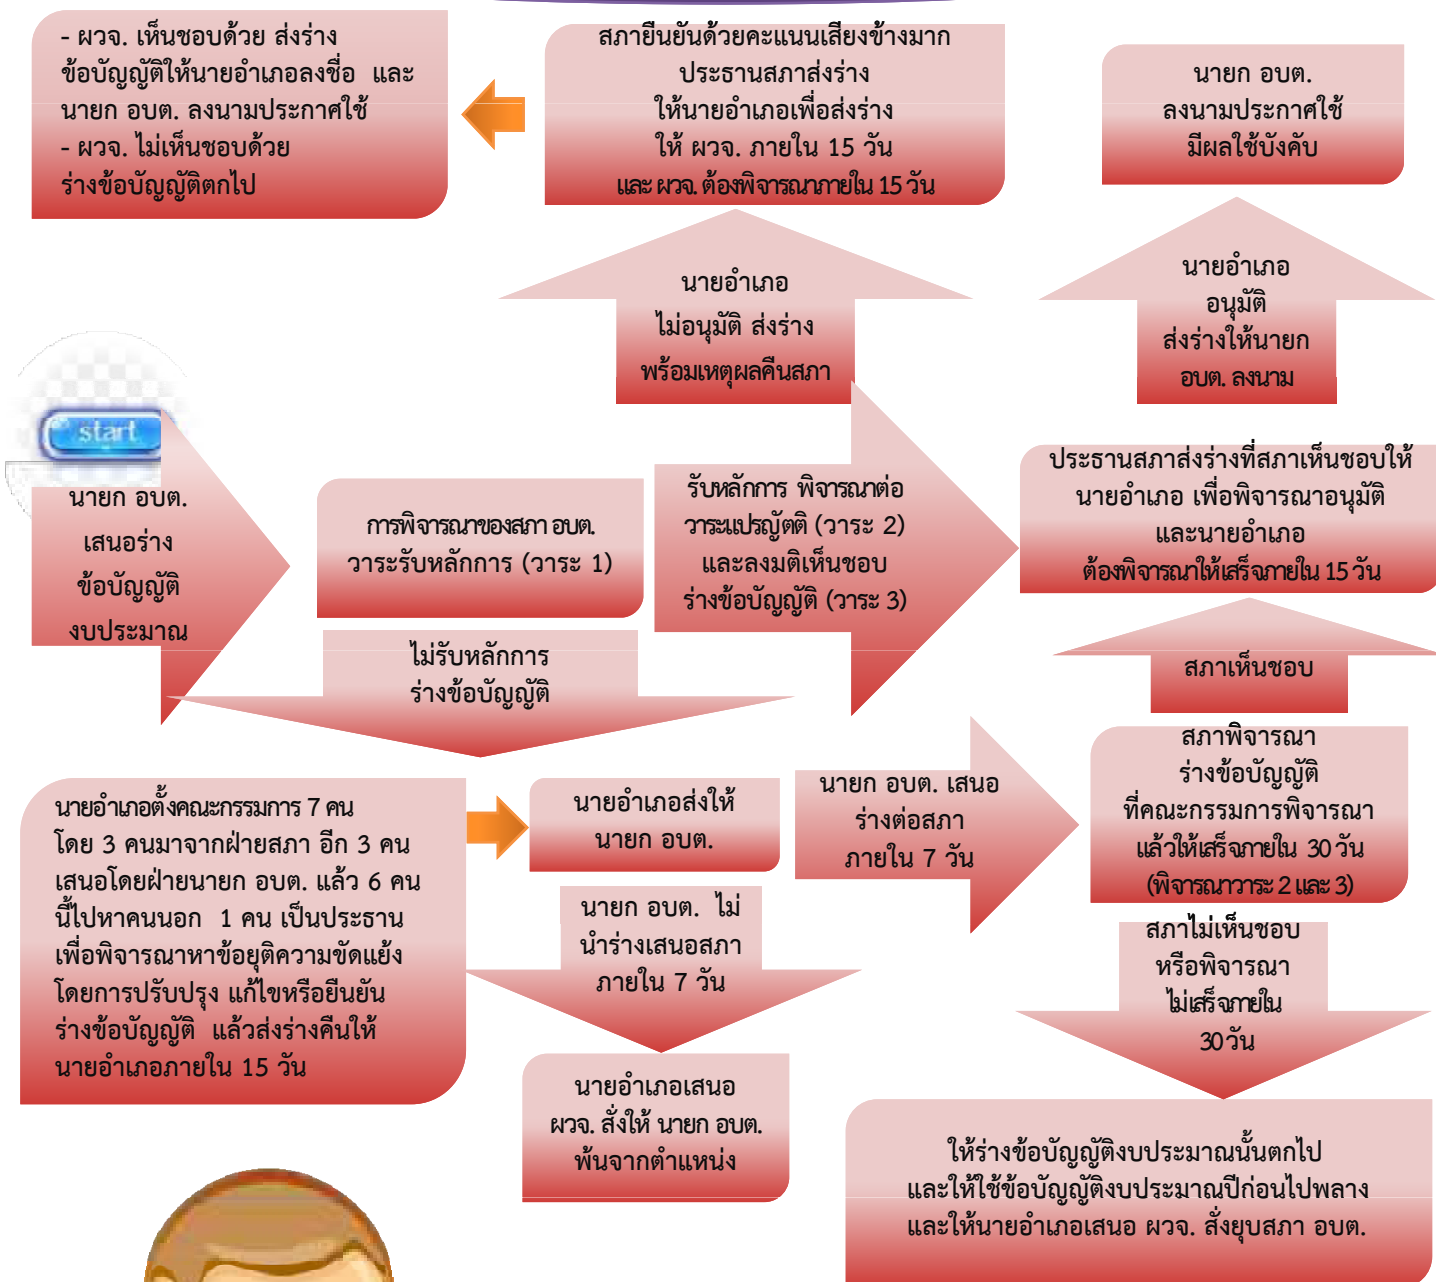 - ผวจ. เห็นชอบด้วย ส่งร่าง
ข้อบัญญัติให้นายอำเภอลงชื่อ และ
นายก อบต. ลงนามประกาศใช้
- ผวจ. ไม่เห็นชอบด้วย
ร่างข้อบัญญัติตกไป
สภายืนยันด้วยคะแนนเสียงข้างมาก
ประธานสภาส่งร่าง
ให้นายอำเภอเพื่อส่งร่าง
ให้ ผวจ. ภายใน 15 วัน
และ ผวจ. ต้องพิจารณาภายใน 15 วัน
นายก อบต.
ลงนามประกาศใช้
มีผลใช้บังคับ
นายอำเภอ
ไม่อนุมัติ ส่งร่าง
พร้อมเหตุผลคืนสภา
นายอำเภอ
อนุมัติ
ส่งร่างให้นายก
อบต. ลงนาม
start
นายก อบต.
เสนอร่าง
ข้อบัญญัติ
งบประมาณ
การพิจารณาของสภา อบต.
วาระรับหลักการ (วาระ 1)
รับหลักการ พิจารณาต่อ
วาระแปรญัตติ (วาระ 2)
และลงมติเห็นชอบ
ร่างข้อบัญญัติ (วาระ 3)
ประธานสภาส่งร่างที่สภาเห็นชอบให้
นายอำเภอ เพื่อพิจารณาอนุมัติ
และนายอำเภอ
ต้องพิจารณาให้เสร็จภายใน 15 วัน
ไม่รับหลักการ
ร่างข้อบัญญัติ
สภาเห็นชอบ
นายอำเภอตั้งคณะกรรมการ 7 คน
โดย 3 คนมาจากฝ่ายสภา อีก 3 คน
เสนอโดยฝ่ายนายก อบต. แล้ว 6 คน
นี้ไปหาคนนอก 1 คน เป็นประธาน
เพื่อพิจารณาหาข้อยุติความขัดแย้ง
โดยการปรับปรุง แก้ไขหรือยืนยัน
ร่างข้อบัญญัติ แล้วส่งร่างคืนให้
นายอำเภอภายใน 15 วัน
นายอำเภอส่งให้
นายก อบต.
นายก อบต. เสนอ
ร่างต่อสภา
ภายใน 7 วัน
สภาพิจารณา
ร่างข้อบัญญัติ
ที่คณะกรรมการพิจารณา
แล้วให้เสร็จภายใน 30 วัน
(พิจารณาวาระ 2 และ 3)
นายก อบต. ไม่
นำร่างเสนอสภา
ภายใน 7 วัน
สภาไม่เห็นชอบ
หรือพิจารณา
ไม่เสร็จภายใน
30 วัน
นายอำเภอเสนอ
ผวจ. สั่งให้ นายก อบต.
พ้นจากตำแหน่ง
ให้ร่างข้อบัญญัติงบประมาณนั้นตกไป
และให้ใช้ข้อบัญญัติงบประมาณปีก่อนไปพลาง
และให้นายอำเภอเสนอ ผวจ. สั่งยุบสภา อบต.